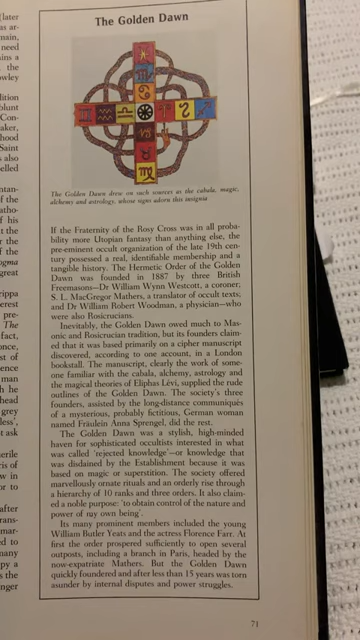 The Golden Dawn
The Golden Dawn drew on such sources as the cabala, magic,
alchemy and astrology, whose signs adorn this insignia
If the Fraternity of the Rosy Cross was in all proba-
bility more Utopian fantasy than anything else, the
pre-eminent occult organization of the late 19th cen-
tury possessed a real, identifiable membership and a
tangible history. The Hermetic Order of the Golden
Dawn was founded in 1887 by three British
Freemasons—Dr William Wynn Westcott, a coroner;
S. L. MacGregor Mathers, a translator of occult texts;
and Dr William Robert Woodman, a physician—who
were also Rosicrucians.
Inevitably, the Golden Dawn owed much to Mas-
onic and Rosicrucian tradition, but its founders claim-
ed that it was based primarily on a cipher manuscript
discovered, according to one account, in a London
bookstall. The manuscript, clearly the work of some-
one familiar with the cabala, alchemy, astrology and
the magical theories of Eliphas Lévi, supplied the rude
outlines of the Golden Dawn. The society's three
founders, assisted by the long-distance communiqués
of a mysterious, probably fictitious, German woman
named Fräulein Anna Sprengel, did the rest.
The Golden Dawn was a stylish, high-minded
haven for sophisticated occultists interested in what
was called 'rejected knowledge'—or knowledge that
was disdained by the Establishment because it was
based on magic or superstition. The society offered
marvellously ornate rituals and an orderly rise through
a hierarchy of 10 ranks and three orders. It also claim-
ed a noble purpose: 'to obtain control of the nature and
power of my own being'.
Its many prominent members included the young
William Butler Yeats and the actress Florence Farr. At
first the order prospered sufficiently to open several
outposts, including a branch in Paris, headed by the
now-expatriate Mathers. But the Golden Dawn
quickly foundered and after less than 15 years was torn
asunder by internal disputes and power struggles.
71